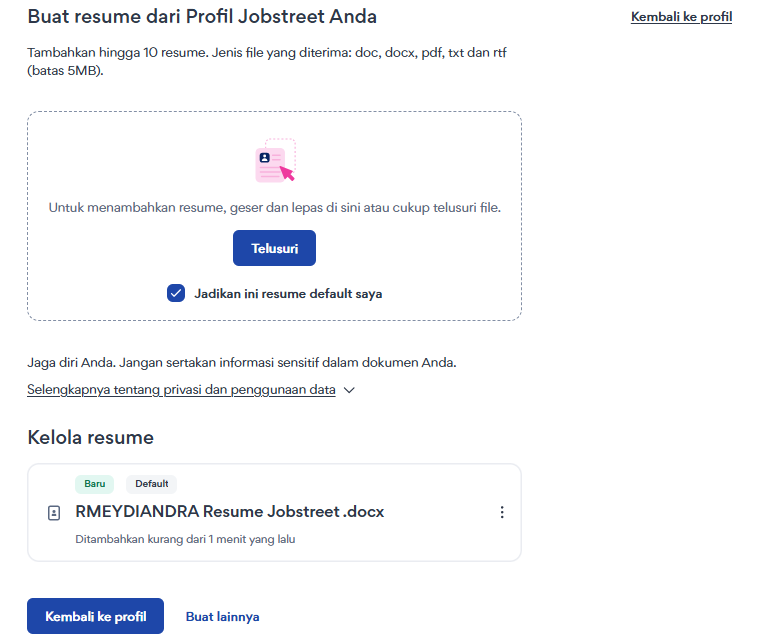 Buat resume dari Profil Jobstreet Anda
Kembali ke profil
Tambahkan hingga 10 resume. Jenis file yang diterima: doc, docx, pdf, txt dan rtf
(batas 5MB).
Untuk menambahkan resume, geser dan lepas di sini atau cukup telusuri file.
Telusuri
Jadikan ini resume default saya
Jaga diri Anda. Jangan sertakan informasi sensitif dalam dokumen Anda.
Selengkapnya tentang privasi dan penggunaan data
Kelola resume
Baru Default
RMEYDIANDRA Resume Jobstreet .docx
Ditambahkan kurang dari 1 menit yang lalu
Kembali ke profil Buat lainnya